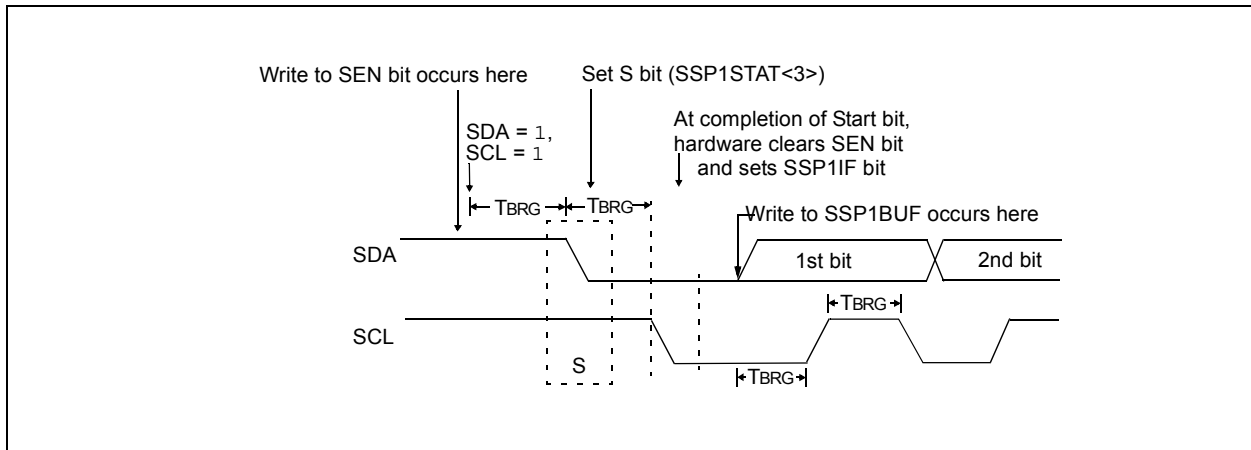 Write to SEN bit occurs here
Set S bit (SSP1STAT<3>)
SDA = 1,
SCL = 1
At completion of Start bit,
hardware clears SEN bit
and sets SSP1IF bit
TBRG
TBRG
Write to SSP1BUF occurs here
SDA
1st bit
2nd bit
TBRG
SCL
S
TBRG